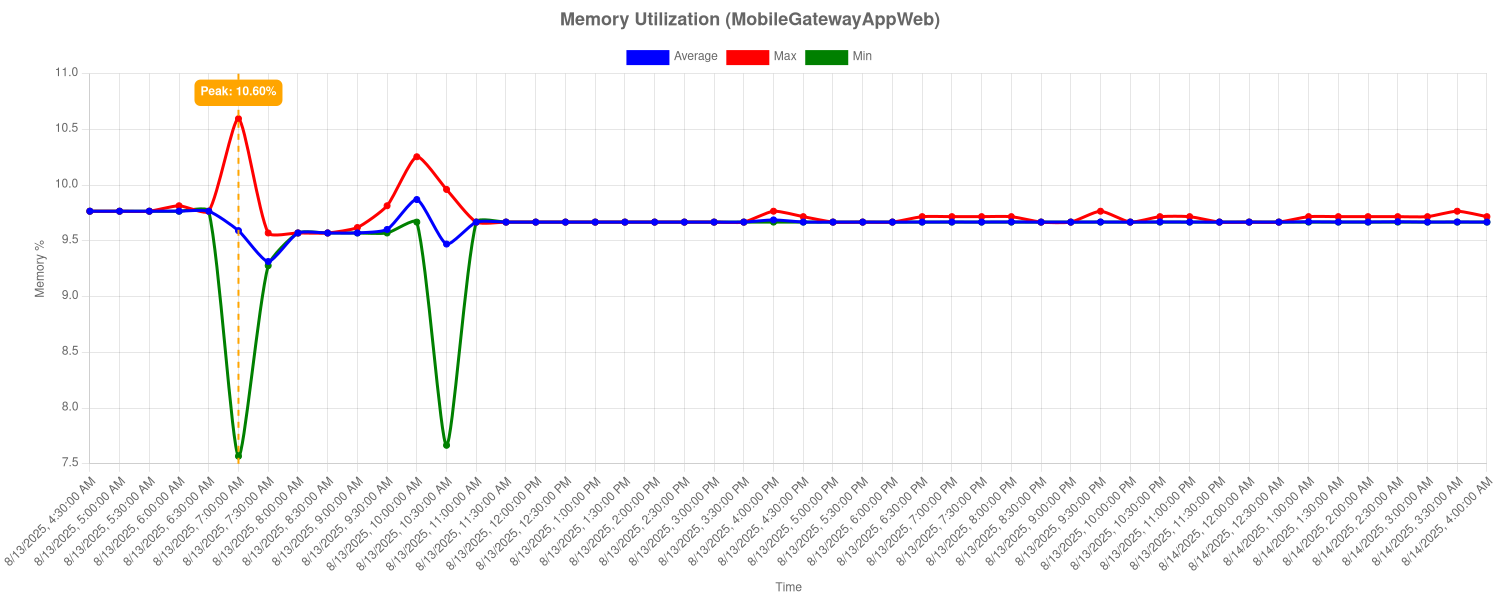 Memory Utilization (MobileGatewayAppWeb)
Average Max Min
Peak: 10.60%
11.0
10.5
10.0
9.5
9.0
8.5
8.0
7.5
Memory %
8/13/2025, 4:30:00 AM
8/13/2025, 5:00:00 AM
8/13/2025, 5:30:00 AM
8/13/2025, 6:00:00 AM
8/13/2025, 6:30:00 AM
8/13/2025, 7:00:00 AM
8/13/2025, 7:30:00 AM
8/13/2025, 8:00:00 AM
8/13/2025, 8:30:00 AM
8/13/2025, 9:00:00 AM
8/13/2025, 9:30:00 AM
8/13/2025, 10:00:00 AM
8/13/2025, 10:30:00 AM
8/13/2025, 11:00:00 AM
8/13/2025, 11:30:00 AM
8/13/2025, 12:00:00 PM
8/13/2025, 12:30:00 PM
8/13/2025, 1:00:00 PM
8/13/2025, 1:30:00 PM
8/13/2025, 2:00:00 PM
8/13/2025, 2:30:00 PM
8/13/2025, 3:00:00 PM
8/13/2025, 3:30:00 PM
8/13/2025, 4:00:00 PM
8/13/2025, 4:30:00 PM
8/13/2025, 5:00:00 PM
8/13/2025, 5:30:00 PM
8/13/2025, 6:00:00 PM
8/13/2025, 6:30:00 PM
8/13/2025, 7:00:00 PM
8/13/2025, 7:30:00 PM
8/13/2025, 8:00:00 PM
8/13/2025, 8:30:00 PM
8/13/2025, 9:00:00 PM
8/13/2025, 9:30:00 PM
8/13/2025, 10:00:00 PM
8/13/2025, 10:30:00 PM
8/13/2025, 11:00:00 PM
8/13/2025, 11:30:00 PM
8/14/2025, 12:00:00 AM
8/14/2025, 12:30:00 AM
8/14/2025, 1:00:00 AM
8/14/2025, 1:30:00 AM
8/14/2025, 2:00:00 AM
8/14/2025, 2:30:00 AM
8/14/2025, 3:00:00 AM
8/14/2025, 3:30:00 AM
8/14/2025, 4:00:00 AM
Time